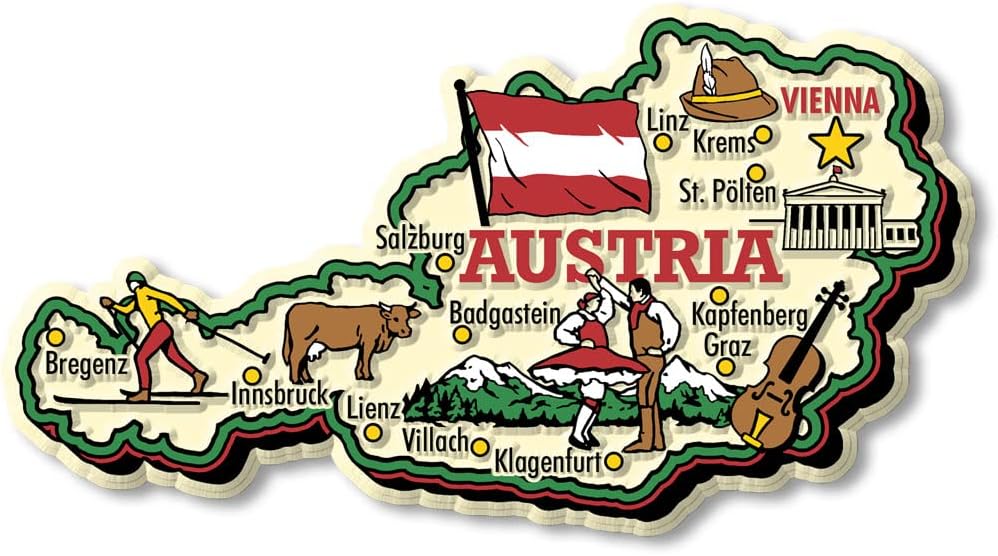 VIENNA
Linz
Krems
St. Pölten
Salzburg
AUSTRIA
Badgastein
Kapfenberg
Graz
Bregenz
Innsbruck
Lienz
Villach
Klagenfurt